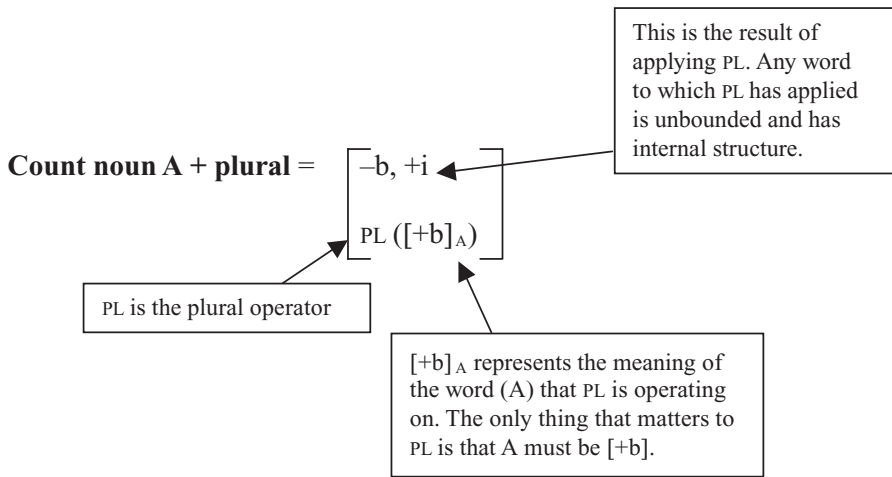 This is the result of
applying PL. Any word
to which PL has applied
is unbounded and has
internal structure.
Count noun A + plural =
–b, +i
PL ([+b]A)
PL is the plural operator
[+b]A represents the meaning of
the word (A) that PL is operating
on. The only thing that matters to
PL is that A must be [+b].